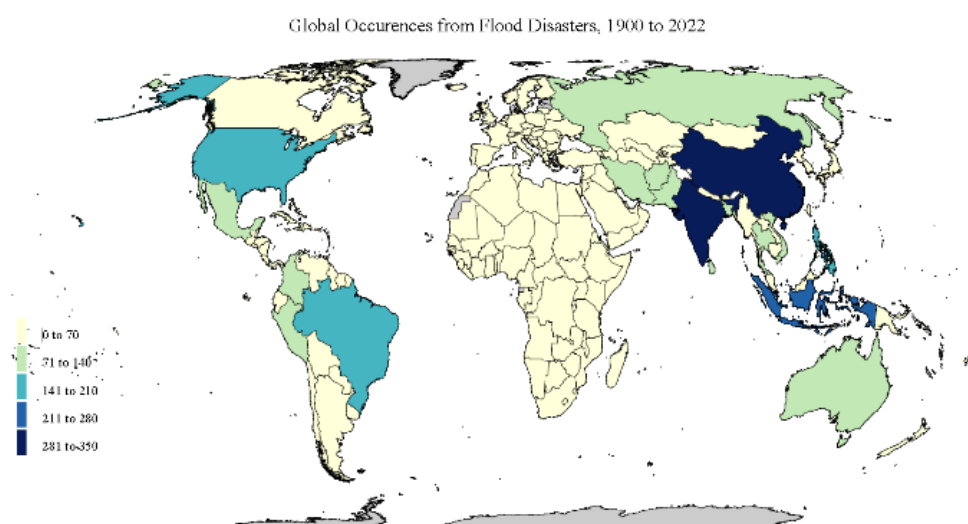 Global Occurences from Flood Disasters, 1900 to 2022
0 to 70
71 to 140
141 to 210
211 to 280
281 to 350